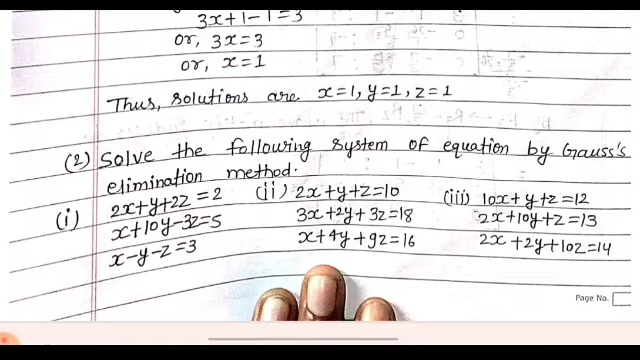 3x+1-1=3
or, 3x=3
or, x=1
Thus, solutions are x=1, y=1, z=1
(2) Solve the following system of equation by Gauss's
elimination method.
(i) 2x+y+2z=2 (ii) 2x+y+z=10 (iii) 10x+y+z=12
x+10y-3z=5 3x+2y+3z=18 2x+10y+z=13
x-y-z=3 x+4y+9z=16 2x+2y+10z=14
Page No.